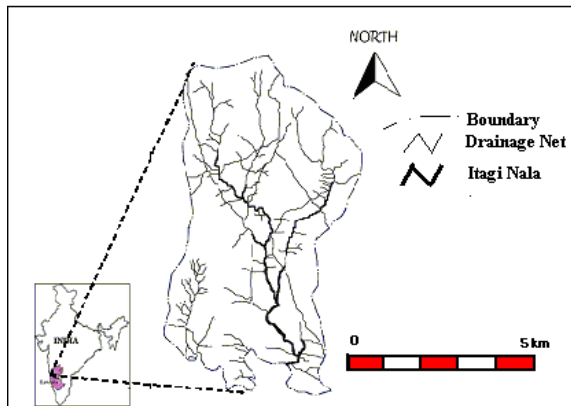 NORTH
Boundary
Drainage Net
Itagi Nala
INDIA
0
5 km